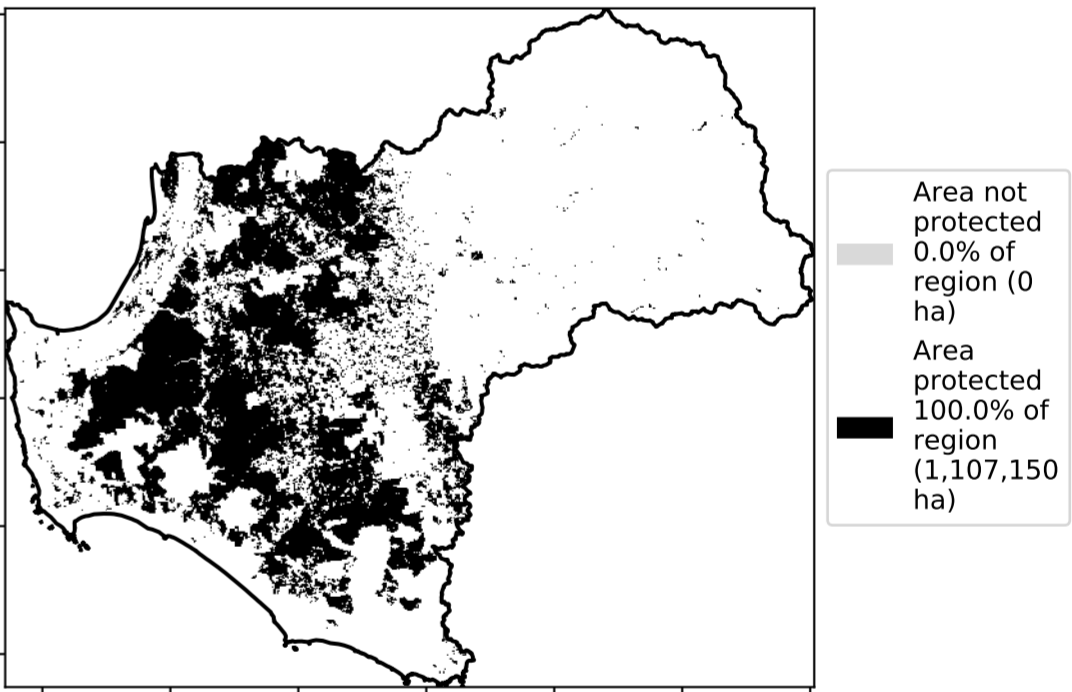 Area not
protected
0.0% of
region (0
ha)
Area
protected
100.0% of
region
(1,107,150
ha)